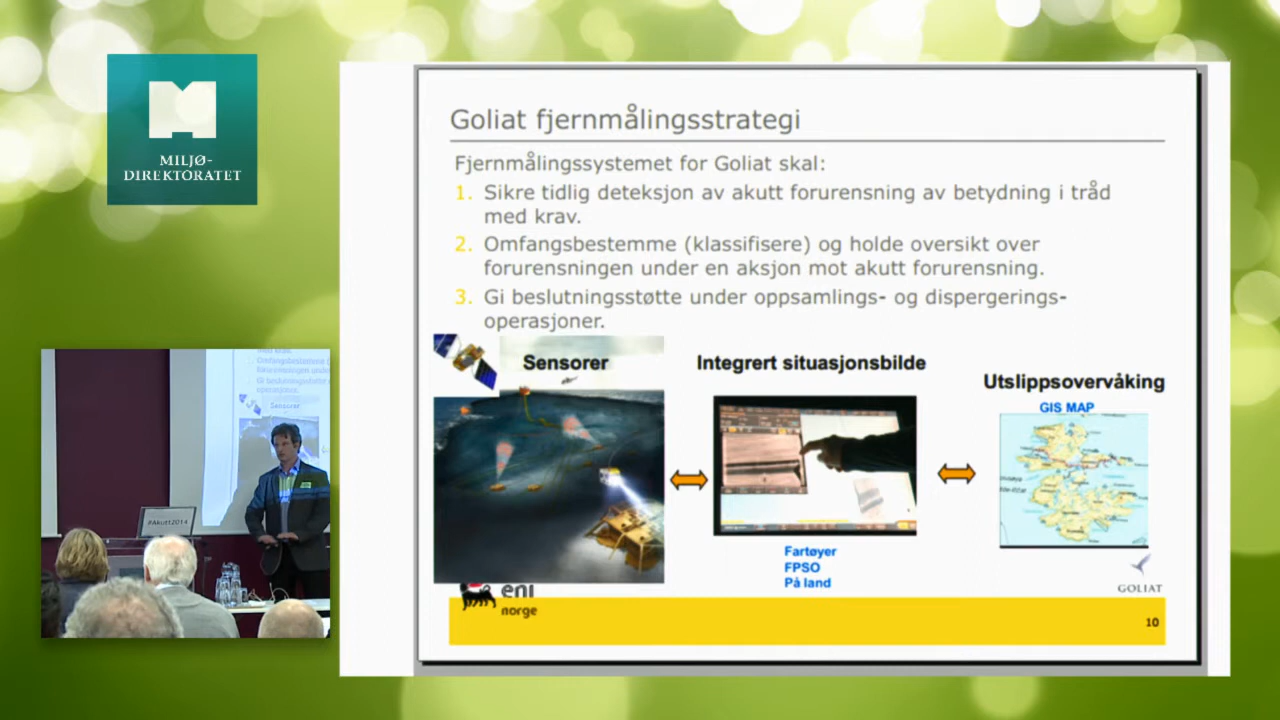 MILJØ-
DIREKTORATET
Goliat fjernmålingsstrategi
Fjernmålingssystemet for Goliat skal:
1. Sikre tidlig deteksjon av akutt forurensning av betydning i tråd
med krav.
2. Omfangsbestemme (klassifisere) og holde oversikt over
forurensningen under en aksjon mot akutt forurensning.
3. Gi beslutningsstøtte under oppsamlings- og dispergerings-
operasjoner.
Sensorer
Integrert situasjonsbilde
Utslippsovervåking
GIS MAP
Fartøyer
FPSO
På land
eni
norge
GOLIAT
10
Sensorer
#Akutt2014